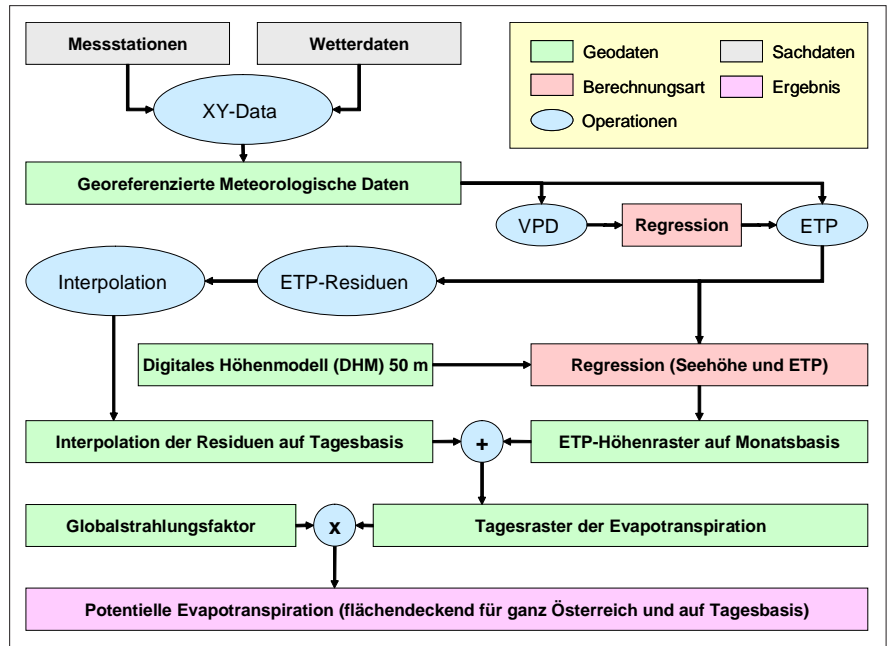 Messstationen
Wetterdaten
Geodaten
Sachdaten
Berechnungsart
Ergebnis
Operationen
XY-Data
Georeferenzierte Meteorologische Daten
VPD
Regression
ETP
Interpolation
ETP-Residuen
Digitales Höhenmodell (DHM) 50 m
Regression (Seehöhe und ETP)
Interpolation der Residuen auf Tagesbasis
+
ETP-Höhenraster auf Monatsbasis
Globalstrahlungsfaktor
x
Tagesraster der Evapotranspiration
Potentielle Evapotranspiration (flächendeckend für ganz Österreich und auf Tagesbasis)